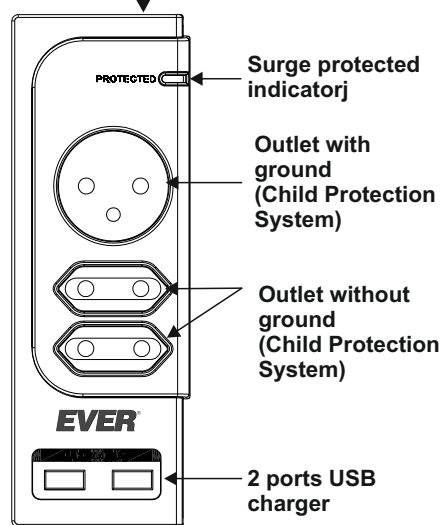 PROTECTED
Surge protected
indicatorj
Outlet with
ground
(Child Protection
System)
Outlet without
ground
(Child Protection
System)
EVER®
2 ports USB
charger